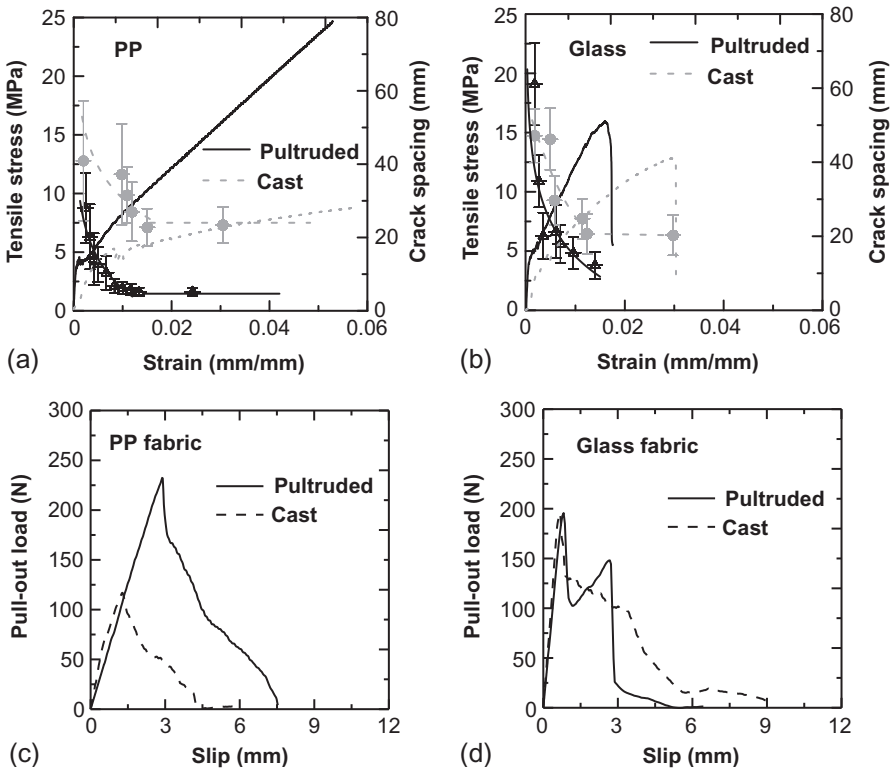 25
20
15
10
5
0
Tensile stress (MPa)
PP
Pultruded
Cast
80
60
40
20
0
Crack spacing (mm)
0
0.02
0.04
0.06
Strain (mm/mm)
(a)
25
20
15
10
5
0
Tensile stress (MPa)
Glass
Pultruded
Cast
80
60
40
20
0
Crack spacing (mm)
0
0.02
0.04
0.06
Strain (mm/mm)
(b)
300
250
200
150
100
50
0
Pull-out load (N)
PP fabric
Pultruded
Cast
0
3
6
9
12
Slip (mm)
(c)
300
250
200
150
100
50
0
Pull-out load (N)
Glass fabric
Pultruded
Cast
0
3
6
9
12
Slip (mm)
(d)